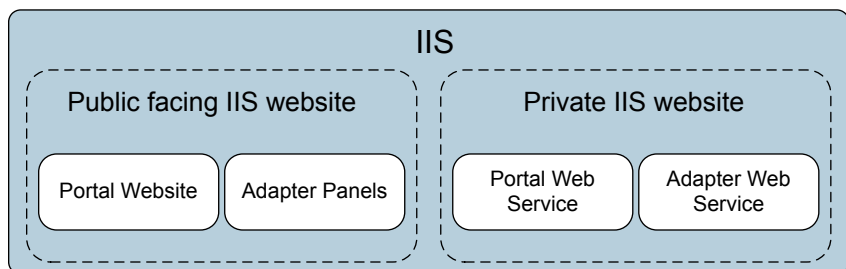 IIS
Public facing IIS website
Private IIS website
Portal Website
Adapter Panels
Portal Web
Service
Adapter Web
Service